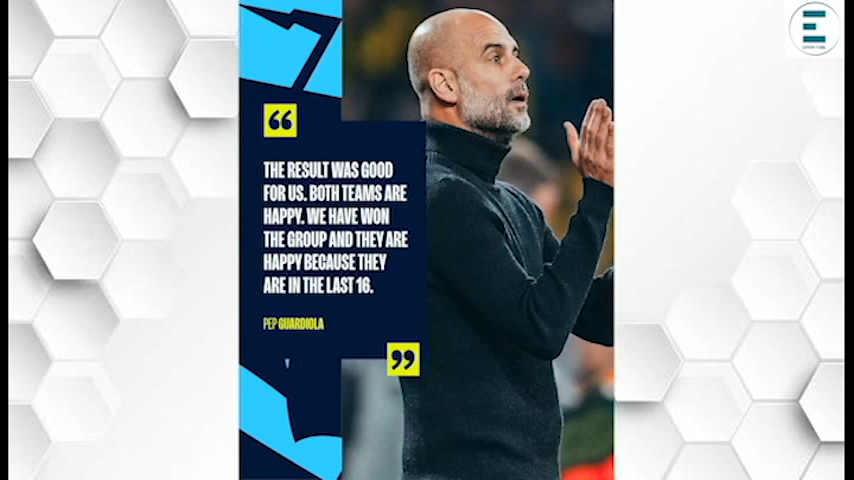 THE RESULT WAS GOOD
FOR US. BOTH TEAMS ARE
HAPPY. WE HAVE WON
THE GROUP AND THEY ARE
HAPPY BECAUSE THEY
ARE IN THE LAST 16.
PEP GUARDIOLA